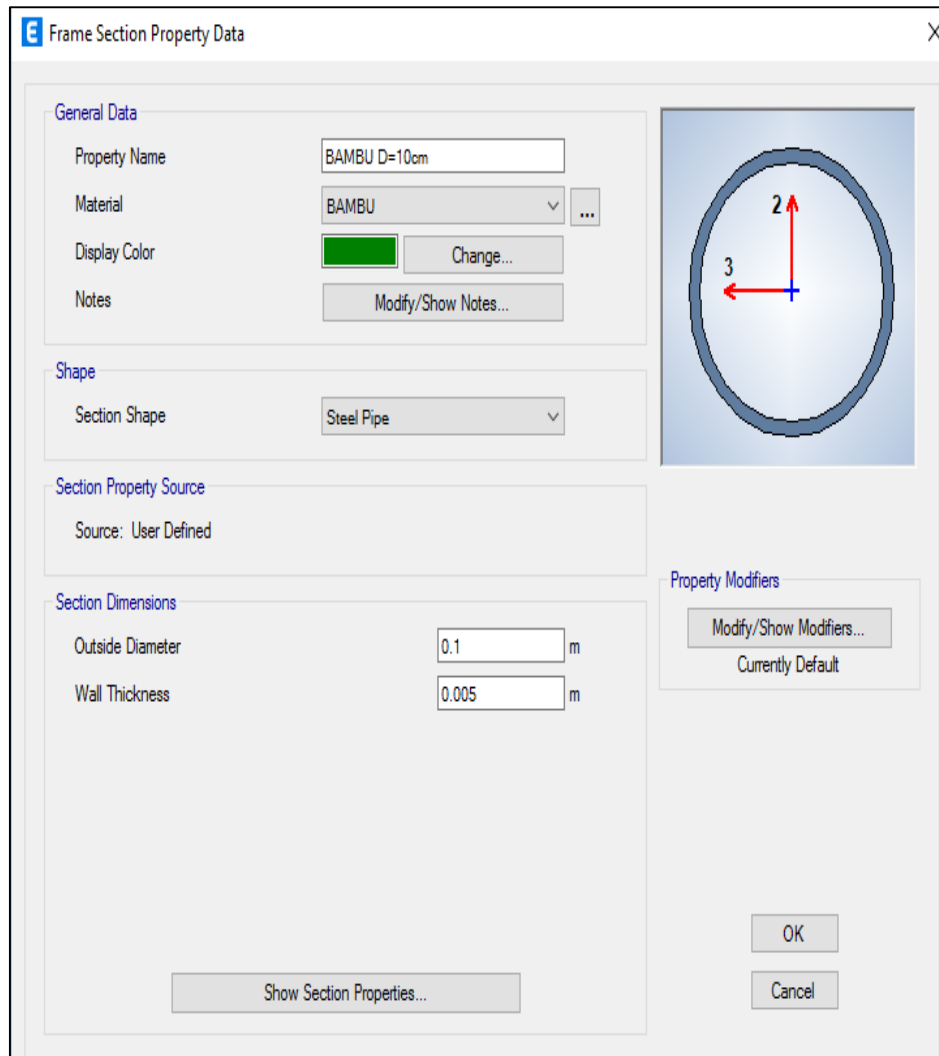 E Frame Section Property Data
General Data
Property Name BAMBU D=10cm
Material BAMBU ...
Display Color Change...
Notes Modify/Show Notes...
Shape
Section Shape Steel Pipe
Section Property Source
Source: User Defined
Section Dimensions
Outside Diameter 0.1 m
Wall Thickness 0.005 m
Show Section Properties...
2
3
Property Modifiers
Modify/Show Modifiers...
Currently Default
OK
Cancel